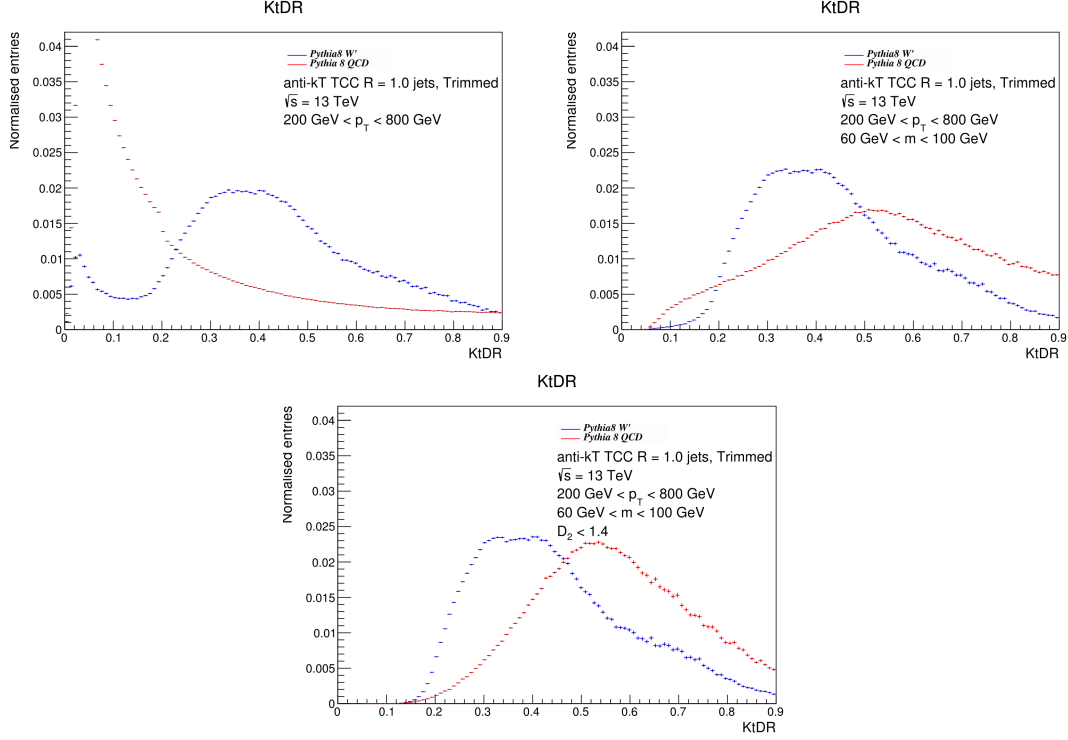 KtDR
Normalised entries
0.04
0.035
0.03
0.025
0.02
0.015
0.01
0.005
0
Pythia8 W'
Pythia 8 QCD
anti-kT TCC R = 1.0 jets, Trimmed
√s = 13 TeV
200 GeV < p_T < 800 GeV
0 0.1 0.2 0.3 0.4 0.5 0.6 0.7 0.8 0.9
KtDR
KtDR
Normalised entries
0.04
0.035
0.03
0.025
0.02
0.015
0.01
0.005
0
Pythia8 W'
Pythia 8 QCD
anti-kT TCC R = 1.0 jets, Trimmed
√s = 13 TeV
200 GeV < p_T < 800 GeV
60 GeV < m < 100 GeV
0 0.1 0.2 0.3 0.4 0.5 0.6 0.7 0.8 0.9
KtDR
KtDR
Normalised entries
0.04
0.035
0.03
0.025
0.02
0.015
0.01
0.005
0
Pythia8 W'
Pythia 8 QCD
anti-kT TCC R = 1.0 jets, Trimmed
√s = 13 TeV
200 GeV < p_T < 800 GeV
60 GeV < m < 100 GeV
D_2 < 1.4
0 0.1 0.2 0.3 0.4 0.5 0.6 0.7 0.8 0.9
KtDR